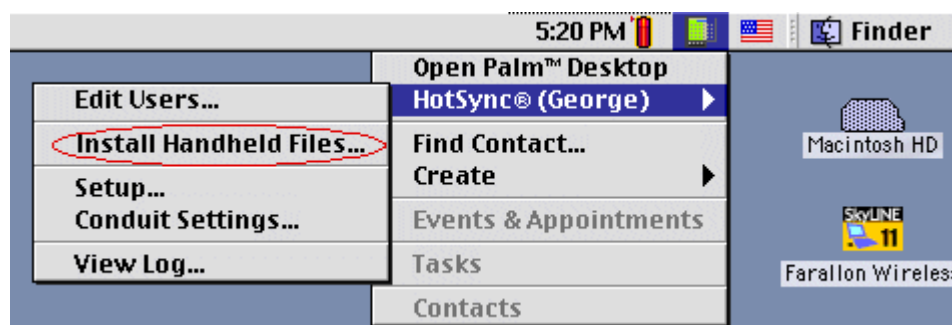 5:20 PM
Finder
Open Palm™ Desktop
HotSync® (George)
Find Contact...
Create
Events & Appointments
Tasks
Contacts
Edit Users...
Install Handheld Files...
Setup...
Conduit Settings...
View Log...
Macintosh HD
SkyLINE
11
Farallon Wireles